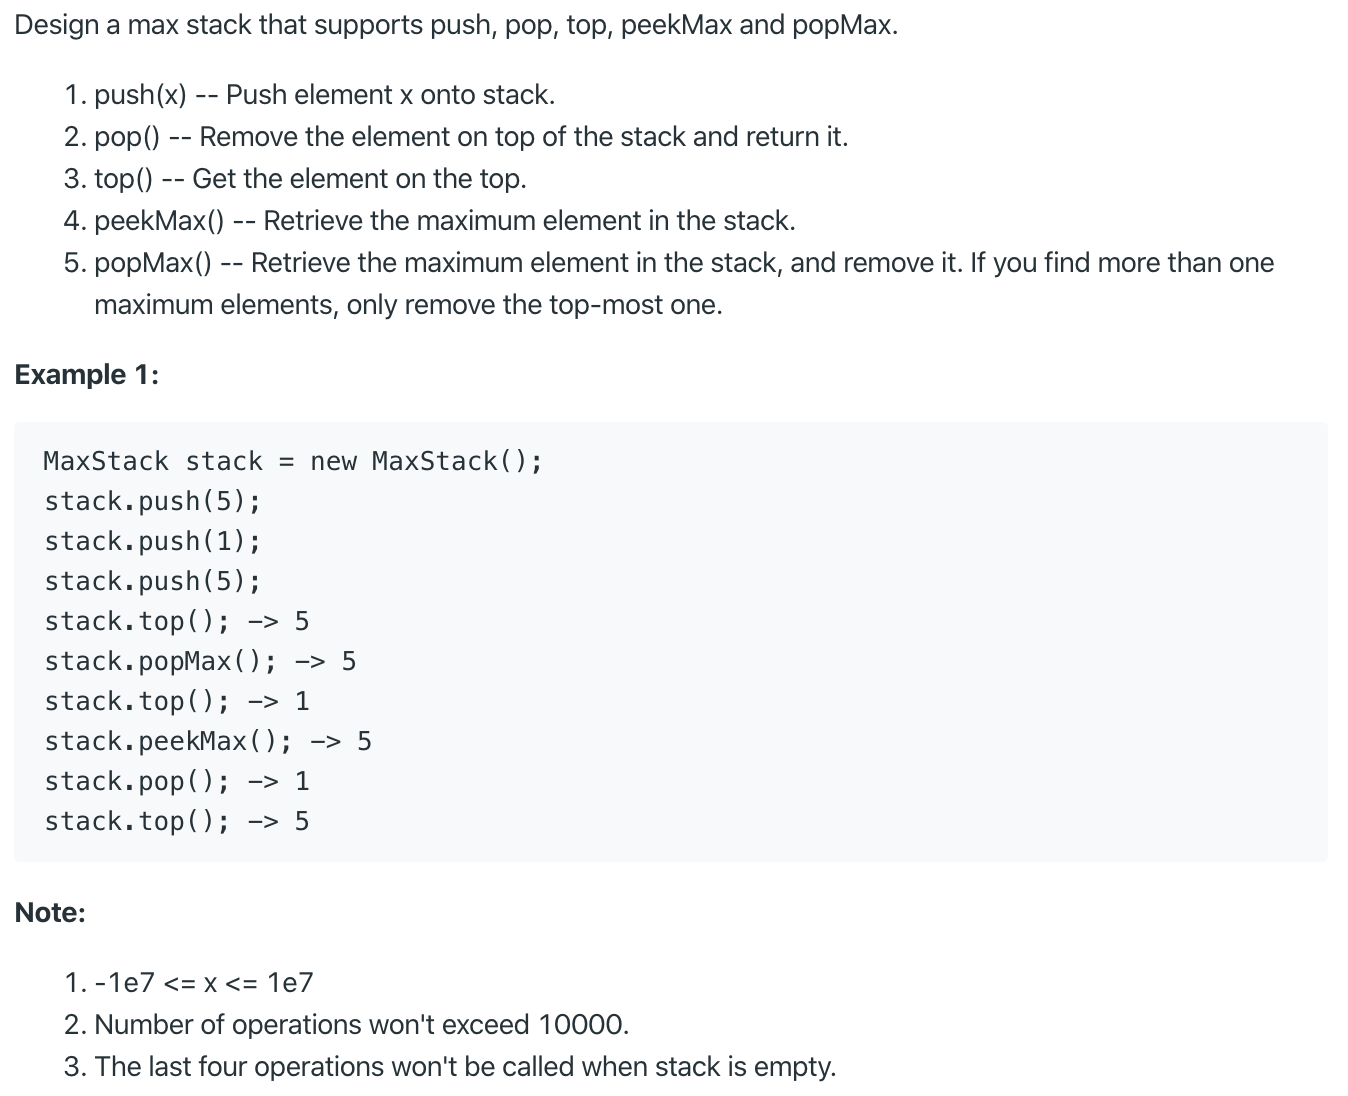 Design a max stack that supports push, pop, top, peekMax and popMax.
1. push(x) -- Push element x onto stack.
2. pop() -- Remove the element on top of the stack and return it.
3. top() -- Get the element on the top.
4. peekMax() -- Retrieve the maximum element in the stack.
5. popMax() -- Retrieve the maximum element in the stack, and remove it. If you find more than one
maximum elements, only remove the top-most one.
Example 1:
MaxStack stack = new MaxStack();
stack.push(5);
stack.push(1);
stack.push(5);
stack.top(); -> 5
stack.popMax(); -> 5
stack.top(); -> 1
stack.peekMax(); -> 5
stack.pop(); -> 1
stack.top(); -> 5
Note:
1. -1e7 <= x <= 1e7
2. Number of operations won't exceed 10000.
3. The last four operations won't be called when stack is empty.